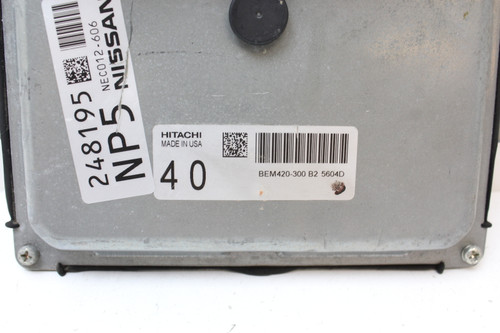 248195
NP5
NEC012-606
NISSAN
HITACHI
MADE IN USA
40
BEM420-300 B2 5604D